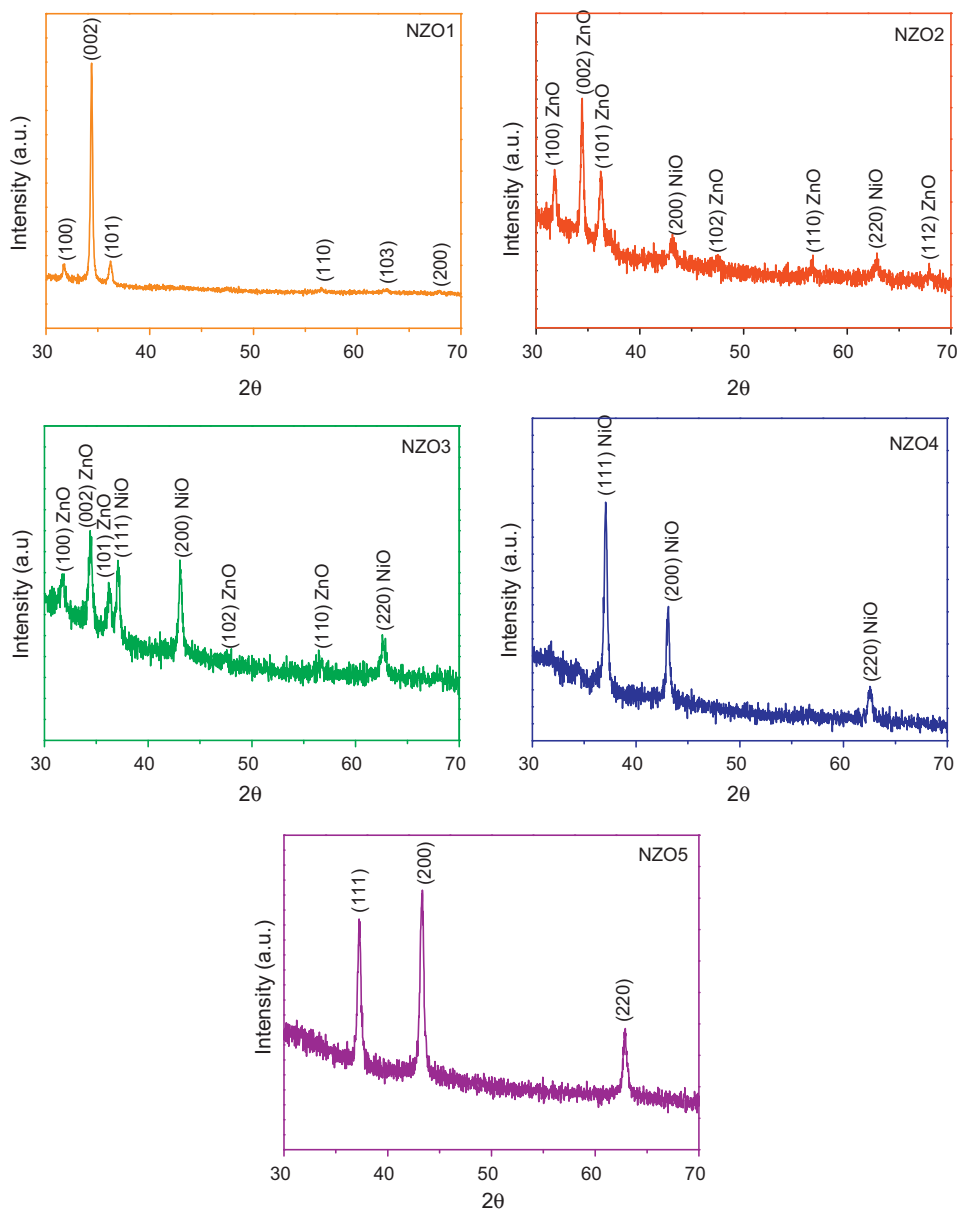 NZO1
(002)
(100)
(101)
(110)
(103)
(200)
Intensity (a.u.)
30 40 50 60 70
2θ
NZO2
(100) ZnO
(002) ZnO
(101) ZnO
(200) NiO
(102) ZnO
(110) ZnO
(220) NiO
(112) ZnO
Intensity (a.u.)
30 40 50 60 70
2θ
NZO3
(100) ZnO
(002) ZnO
(101) ZnO
(111) NiO
(200) NiO
(102) ZnO
(110) ZnO
(220) NiO
Intensity (a.u)
30 40 50 60 70
2θ
NZO4
(111) NiO
(200) NiO
(220) NiO
Intensity (a.u.)
30 40 50 60 70
2θ
NZO5
(111)
(200)
(220)
Intensity (a.u.)
30 40 50 60 70
2θ